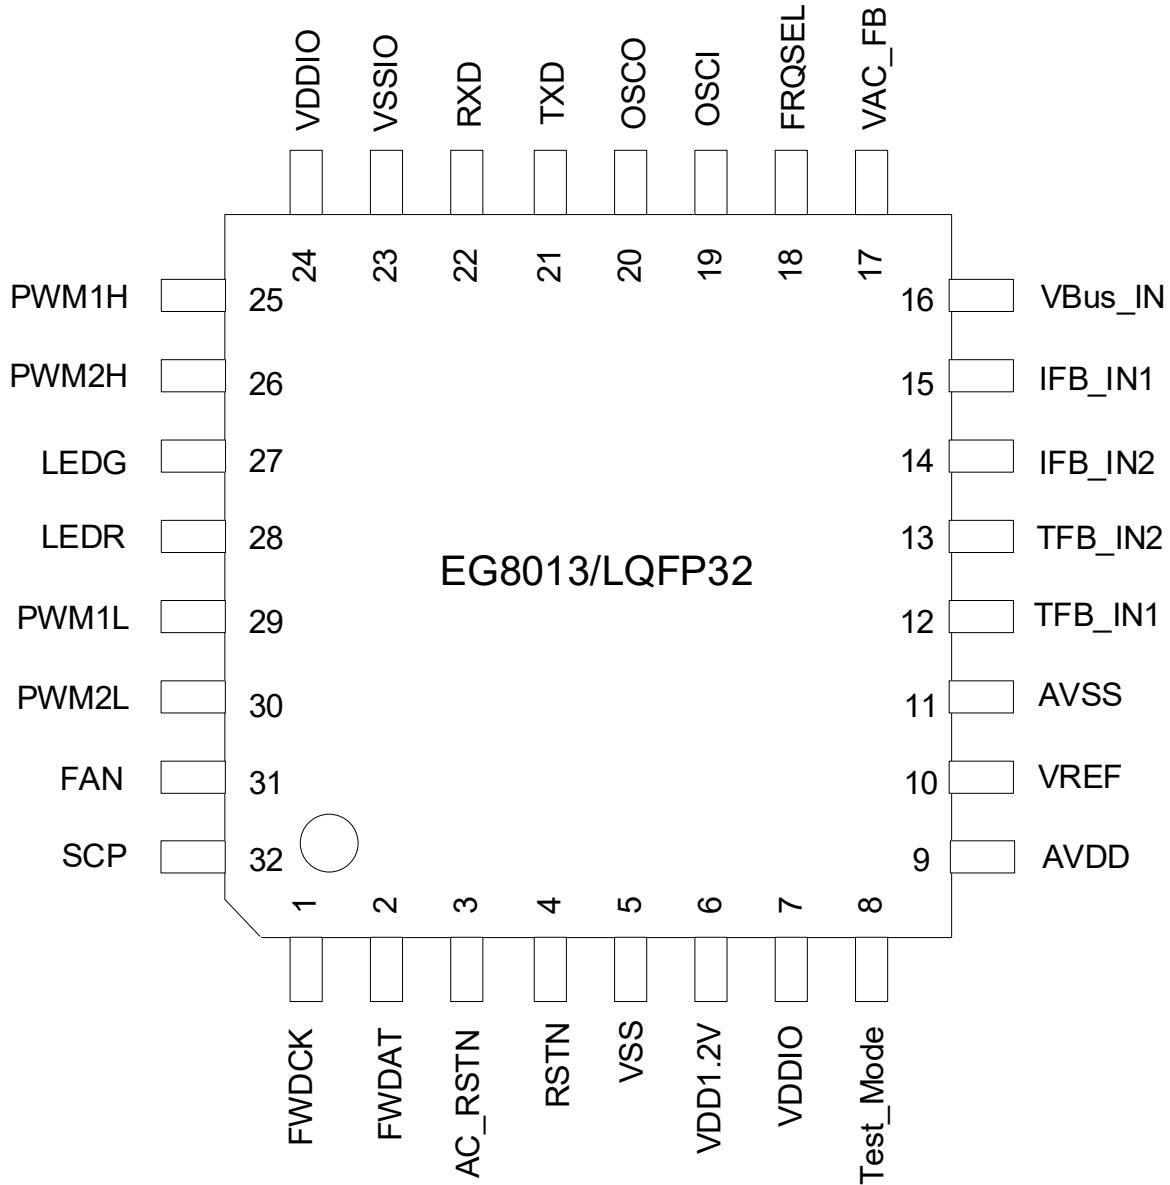 VDDIO
VSSIO
RXD
TXD
OSCO
OSCI
FRQSEL
VAC_FB
24
23
22
21
20
19
18
17
PWM1H
25
16
VBus_IN
PWM2H
26
15
IFB_IN1
LEDG
27
14
IFB_IN2
LEDR
28
13
TFB_IN2
EG8013/LQFP32
PWM1L
29
12
TFB_IN1
PWM2L
30
11
AVSS
FAN
31
10
VREF
SCP
32
9
AVDD
1
2
3
4
5
6
7
8
FWDCK
FWDAT
AC_RSTN
RSTN
VSS
VDD1.2V
VDDIO
Test_Mode